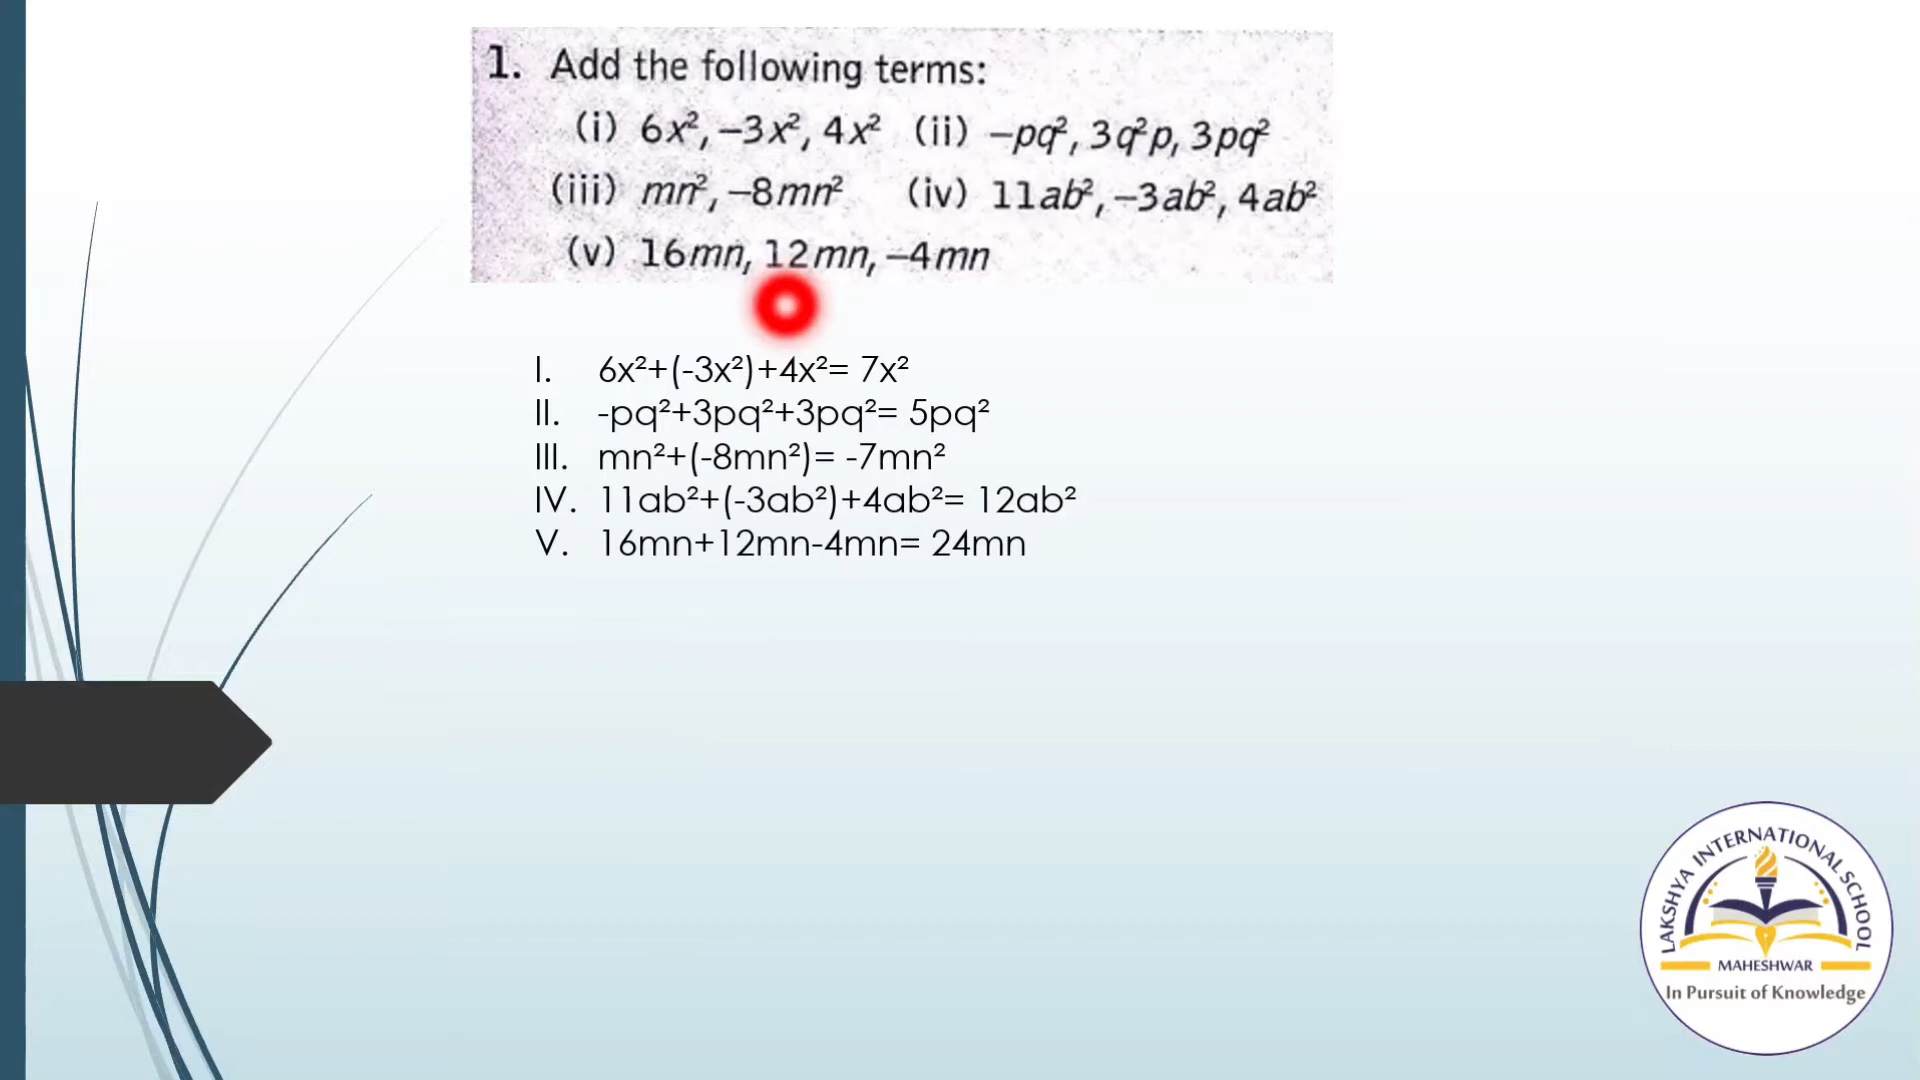 1. Add the following terms:
(i) 6x², –3x², 4x² (ii) –pq², 3q²p, 3pq²
(iii) mn², –8mn² (iv) 11ab², –3ab², 4ab²
(v) 16mn, 12mn, –4mn
I. 6x²+(-3x²)+4x²= 7x²
II. -pq²+3pq²+3pq²= 5pq²
III. mn²+(-8mn²)= -7mn²
IV. 11ab²+(-3ab²)+4ab²= 12ab²
V. 16mn+12mn-4mn= 24mn
LAKSHYA INTERNATIONAL SCHOOL
MAHESHWAR
In Pursuit of Knowledge